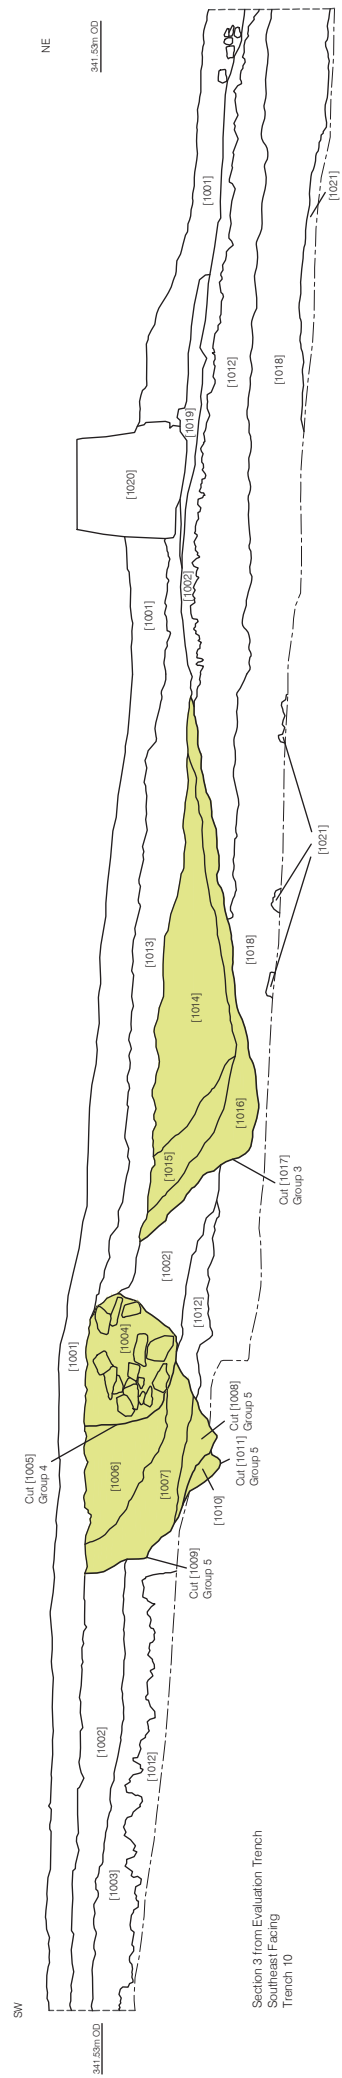 SW
NE
341.53m OD
341.53m OD
[1001]
[1001]
[1001]
[1020]
[1019]
[1002]
[1012]
[1018]
[1021]
[1013]
[1014]
[1015]
[1016]
[1018]
[1021]
Cut [1017]
Group 3
[1002]
[1012]
[1004]
Cut [1005]
Group 4
[1006]
[1007]
Cut [1008]
Group 5
Cut [1011]
Group 5
[1010]
Cut [1009]
Group 5
[1002]
[1003]
[1012]
Section 3 from Evaluation Trench
Southeast Facing
Trench 10